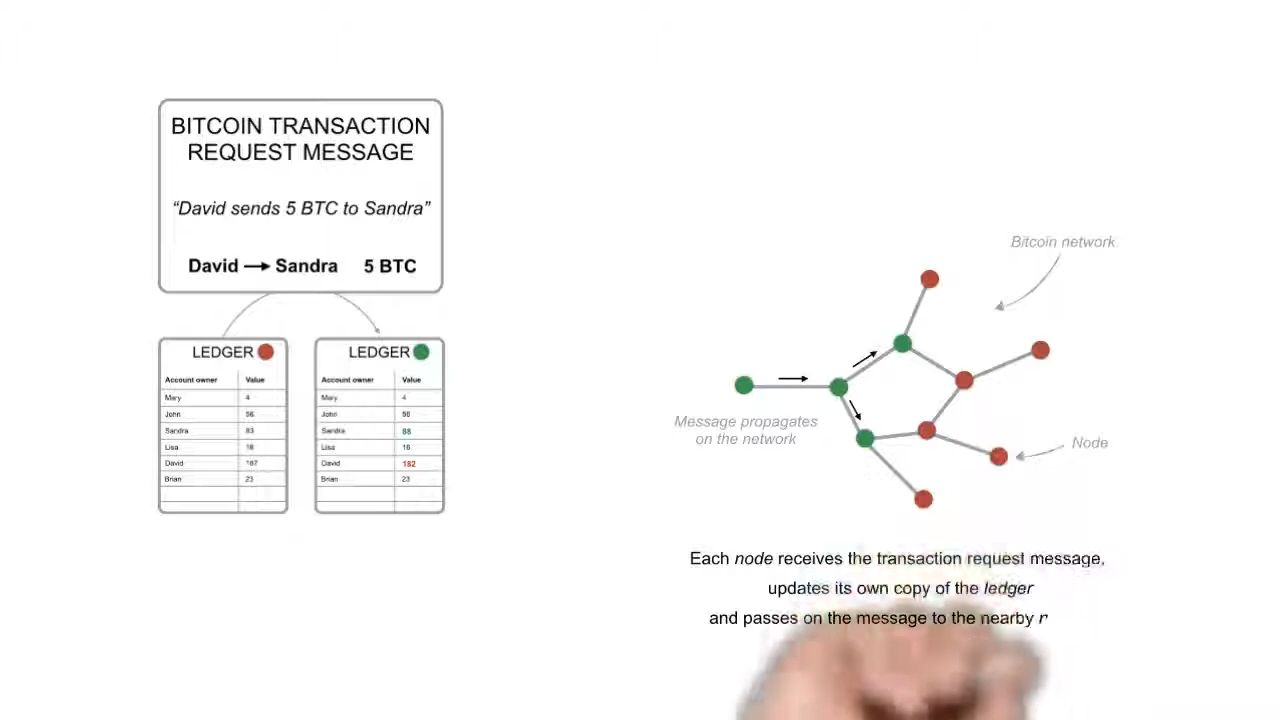 BITCOIN TRANSACTION
REQUEST MESSAGE
“David sends 5 BTC to Sandra”
David → Sandra 5 BTC
LEDGER
Account owner Value
Mary 4
John 56
Sandra 83
Lisa 16
David 187
Brian 23
LEDGER
Account owner Value
Mary 4
John 56
Sandra 88
Lisa 16
David 182
Brian 23
Bitcoin network
Message propagates
on the network
Node
Each node receives the transaction request message,
updates its own copy of the ledger
and passes on the message to the nearby